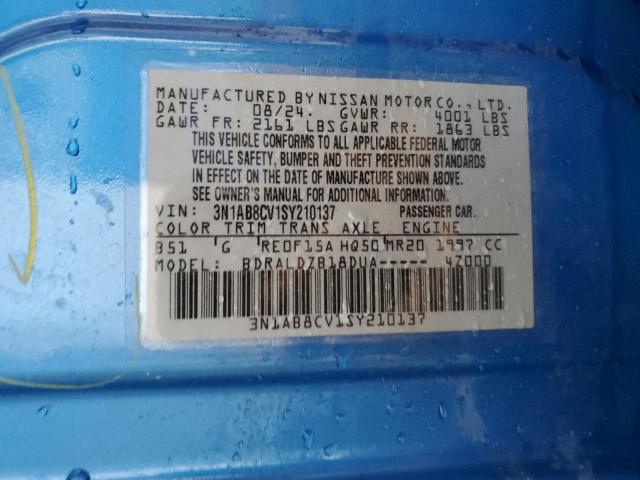 MANUFACTURED BY NISSAN MOTOR CO., LTD.
DATE: 08/24. GVWR: 4001 LBS
GAWR FR: 2161 LBS GAWR RR: 1863 LBS
THIS VEHICLE CONFORMS TO ALL APPLICABLE FEDERAL MOTOR
VEHICLE SAFETY, BUMPER AND THEFT PREVENTION STANDARDS
IN EFFECT ON THE DATE OF MANUFACTURE SHOWN ABOVE.
SEE OWNER'S MANUAL FOR ADDITIONAL INFORMATION.
VIN: 3N1AB8CV1SY210137 PASSENGER CAR.
COLOR TRIM TRANS AXLE ENGINE
B51 G RE0F15A HQ50 MR20 1997 CC
MODEL: BDRALDZB18DUA----- 4Z000
3N1AB8CV1SY210137